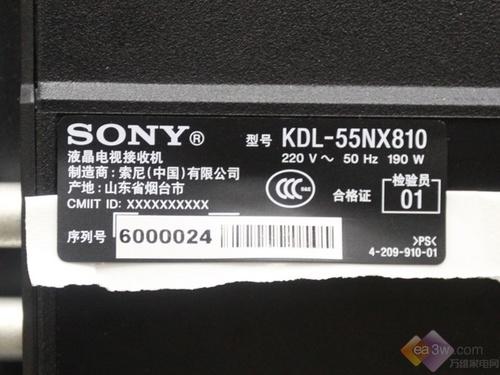 SONY® 型号 KDL-55NX810
液晶电视接收机 220 V ~ 50 Hz 190 W
制造商: 索尼(中国)有限公司
产地: 山东省烟台市
CMIIT ID: XXXXXXXXXX
CCC
合格证
检验员
01
序列号 6000024
>PS<
4-209-910-01
ea3w.com
万维家电网